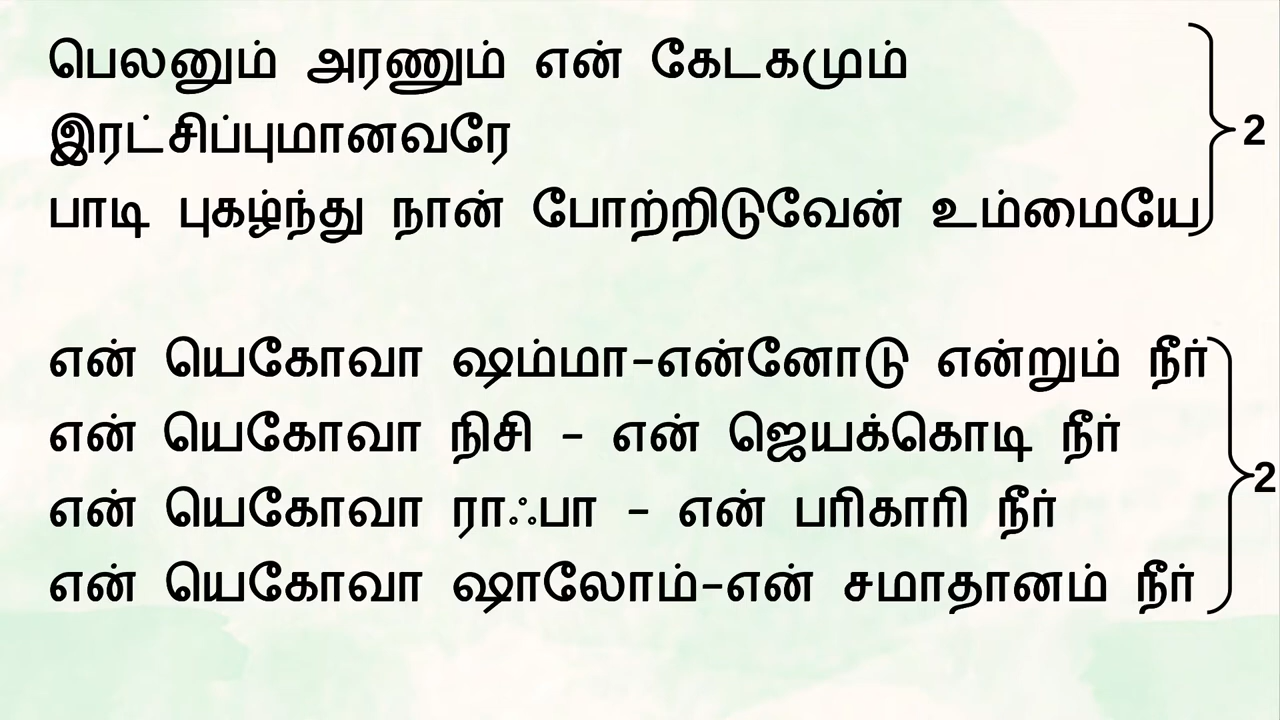 பெலனும் அரணும் என் கேடகமும்
இரட்சிப்புமானவரே
பாடி புகழ்ந்து நான் போற்றிடுவேன் உம்மையே
2
என் யெகோவா ஷம்மா-என்னோடு என்றும் நீர்
என் யெகோவா நிசி - என் ஜெயக்கொடி நீர்
என் யெகோவா ராஃபா - என் பரிகாரி நீர்
என் யெகோவா ஷாலோம்-என் சமாதானம் நீர்
2